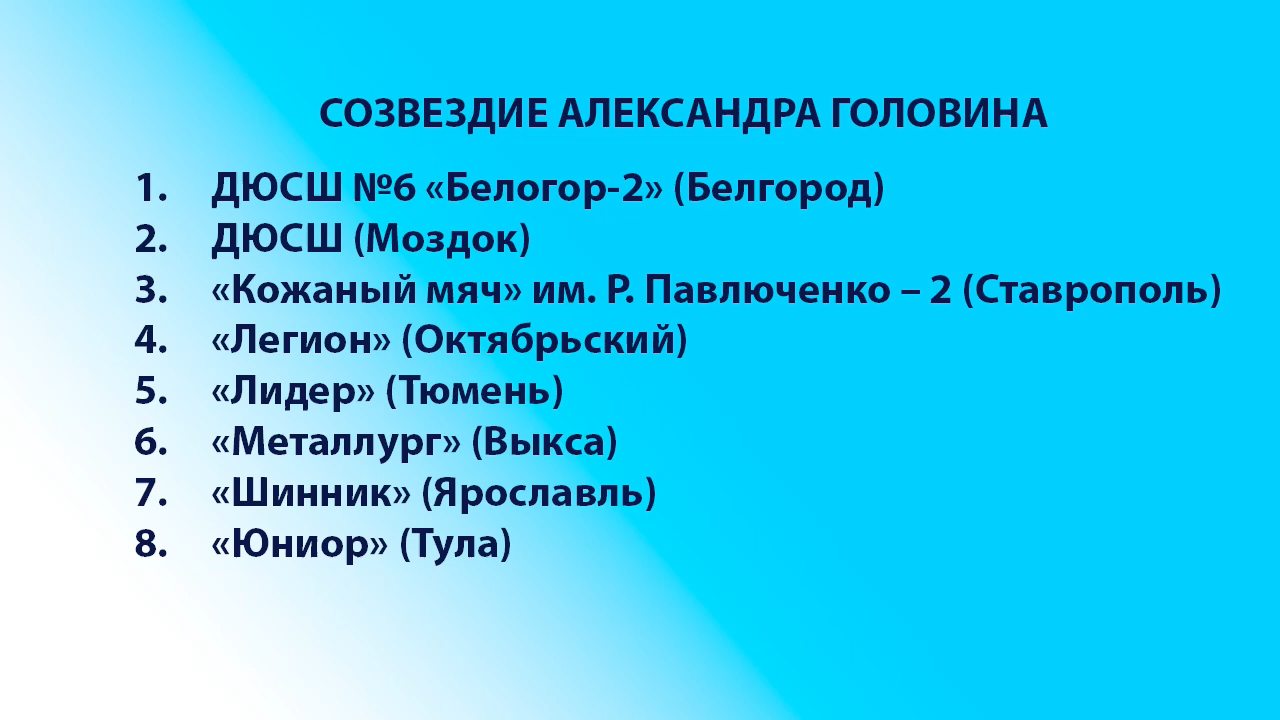 СОЗВЕЗДИЕ АЛЕКСАНДРА ГОЛОВИНА
1. ДЮСШ №6 «Белогор-2» (Белгород)
2. ДЮСШ (Моздок)
3. «Кожаный мяч» им. Р. Павлюченко – 2 (Ставрополь)
4. «Легион» (Октябрьский)
5. «Лидер» (Тюмень)
6. «Металлург» (Выкса)
7. «Шинник» (Ярославль)
8. «Юниор» (Тула)